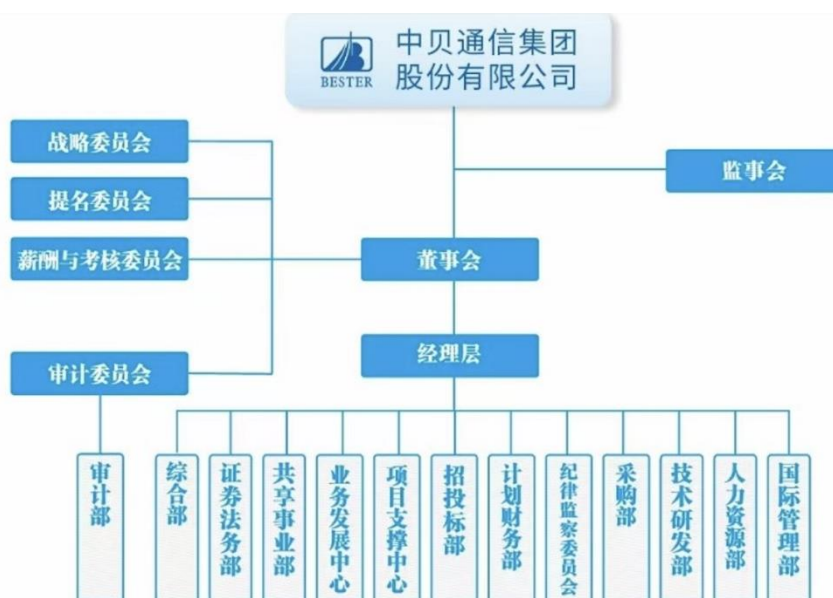 中贝通信集团
BESTER
股份有限公司
战略委员会
监事会
提名委员会
薪酬与考核委员会
董事会
经理层
审计委员会
审计部
综合部
证券法务部
共享事业部
业务发展中心
项目支撑中心
招投标部
计划财务部
纪律监察委员会
采购部
技术研发部
人力资源部
国际管理部